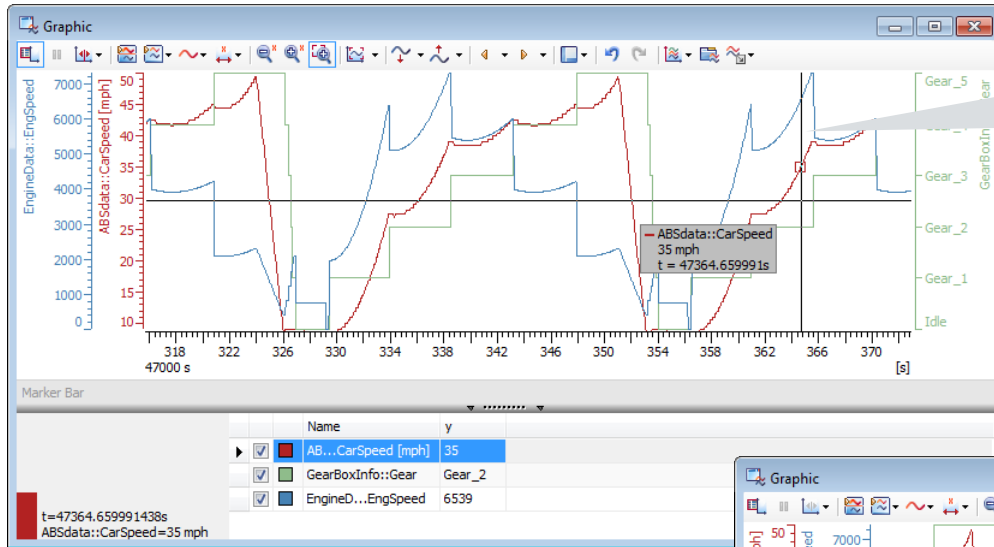 Graphic
7000
6000
5000
4000
3000
2000
1000
0
EngineData::EngSpeed
50
45
40
35
30
25
20
15
10
ABSdata::CarSpeed [mph]
Gear_5
Gear_3
Gear_2
Gear_1
Idle
ABSdata::CarSpeed
35 mph
t = 47364.659991s
318 322 326 330 334 338 342 346 350 354 358 362 366 370
47000 s [s]
Marker Bar
Name y
AB...CarSpeed [mph] 35
GearBoxInfo::Gear Gear_2
EngineD...EngSpeed 6539
t=47364.659991438s
ABSdata::CarSpeed=35 mph
Graphic
50
7000